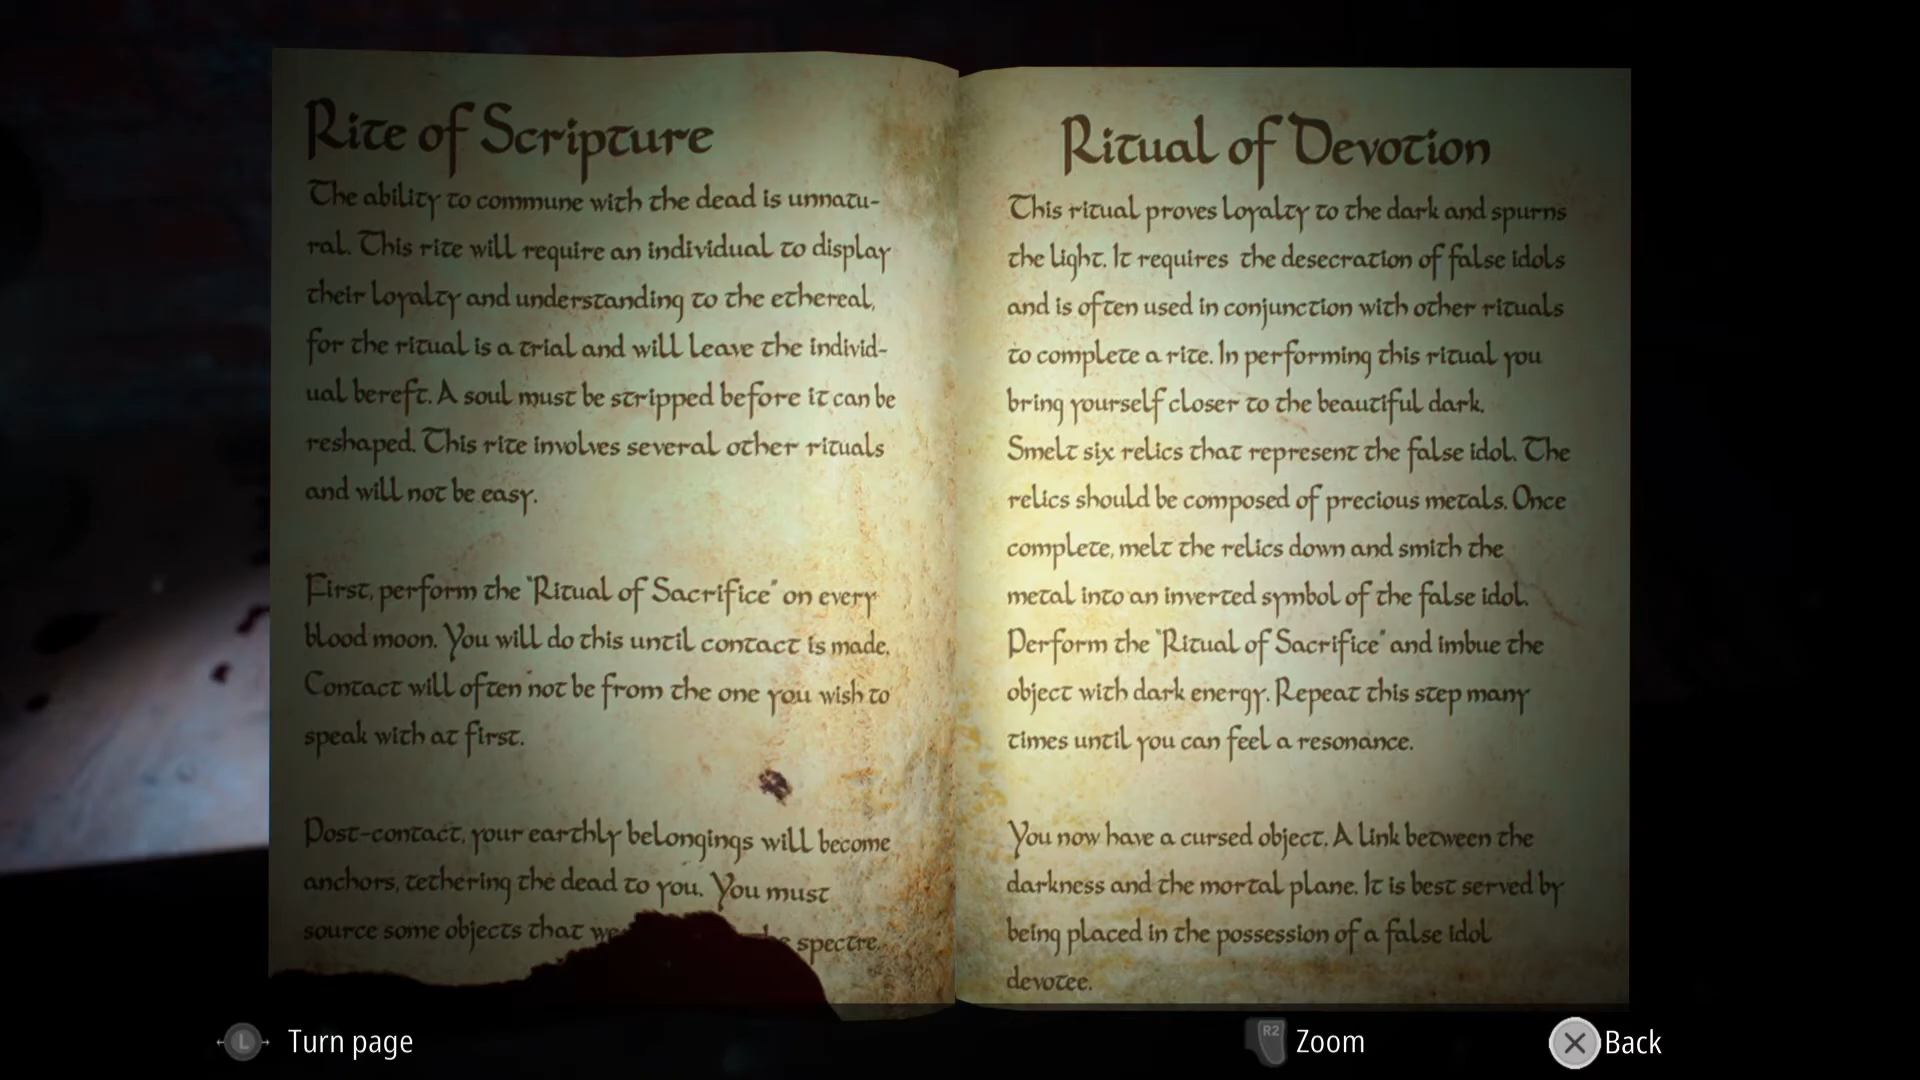 Rite of Scripture
The ability to commune with the dead is unnatu-
ral. This rite will require an individual to display
their loyalty and understanding to the ethereal,
for the ritual is a trial and will leave the individ-
ual bereft. A soul must be stripped before it can be
reshaped. This rite involves several other rituals
and will not be easy.
First, perform the "Ritual of Sacrifice" on every
blood moon. You will do this until contact is made.
Contact will often not be from the one you wish to
speak with at first.
Post-contact, your earthly belongings will become
anchors, tethering the dead to you. You must
source some objects that spectre.
Ritual of Devotion
This ritual proves loyalty to the dark and spurns
the light. It requires the desecration of false idols
and is often used in conjunction with other rituals
to complete a rite. In performing this ritual you
bring yourself closer to the beautiful dark.
Smelt six relics that represent the false idol. The
relics should be composed of precious metals. Once
complete, melt the relics down and smith the
metal into an inverted symbol of the false idol.
Perform the "Ritual of Sacrifice" and imbue the
object with dark energy. Repeat this step many
times until you can feel a resonance.
You now have a cursed object. A link between the
darkness and the mortal plane. It is best served by
being placed in the possession of a false idol
devotee.
L Turn page
R2 Zoom
Back